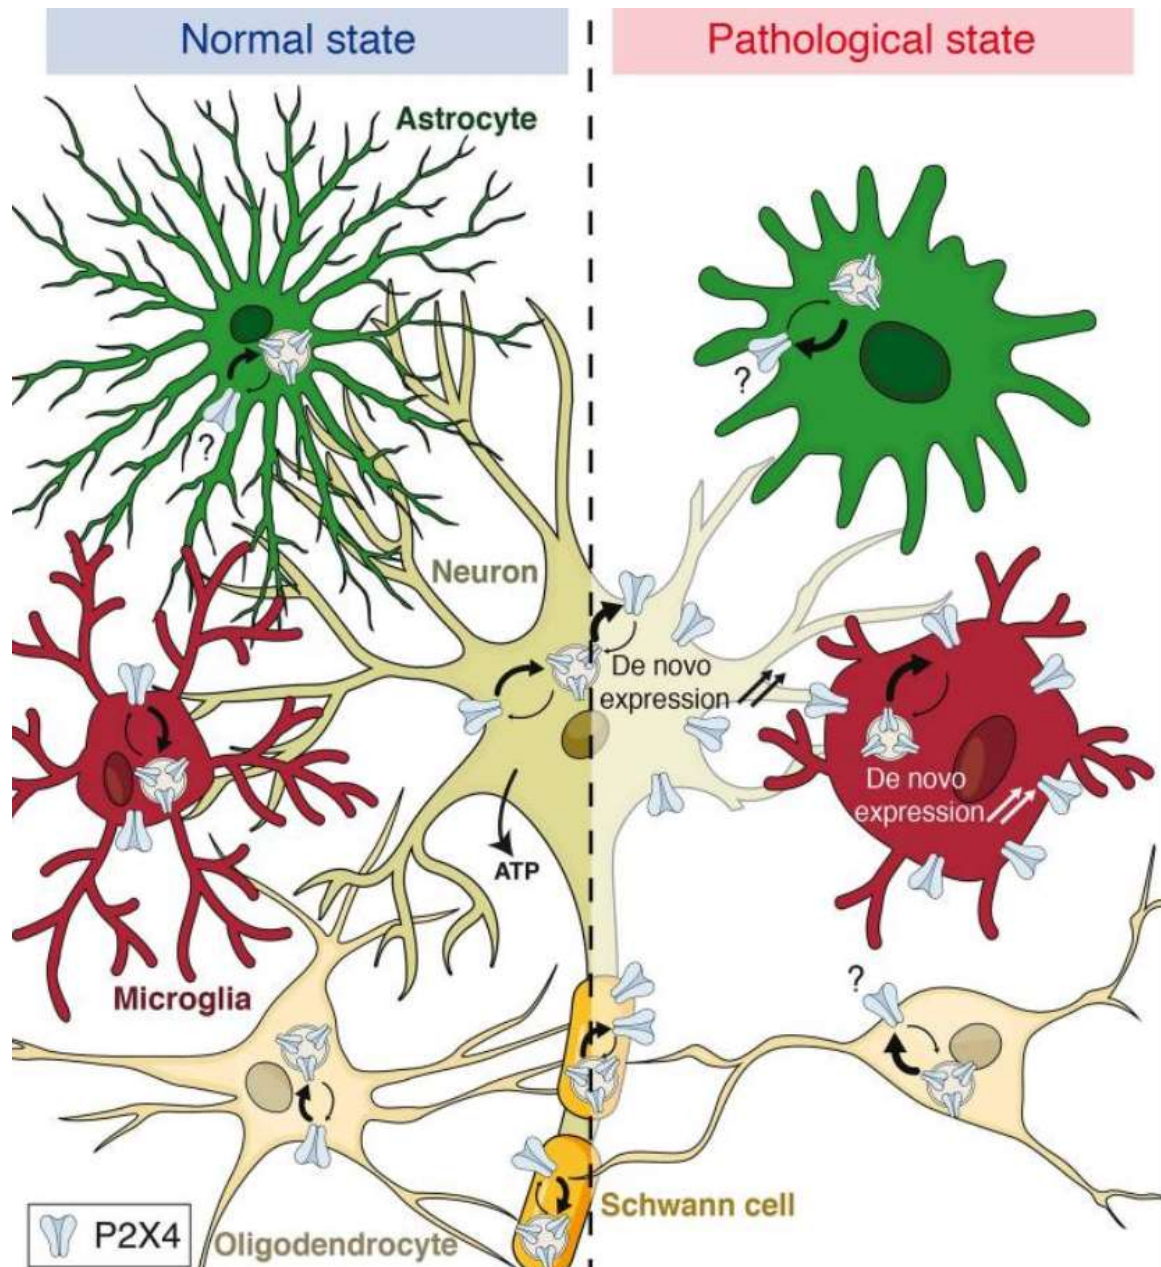 Normal state
Pathological state
Astrocyte
?
?
Neuron
De novo
expression
De novo
expression
ATP
Microglia
?
Schwann cell
P2X4
Oligodendrocyte